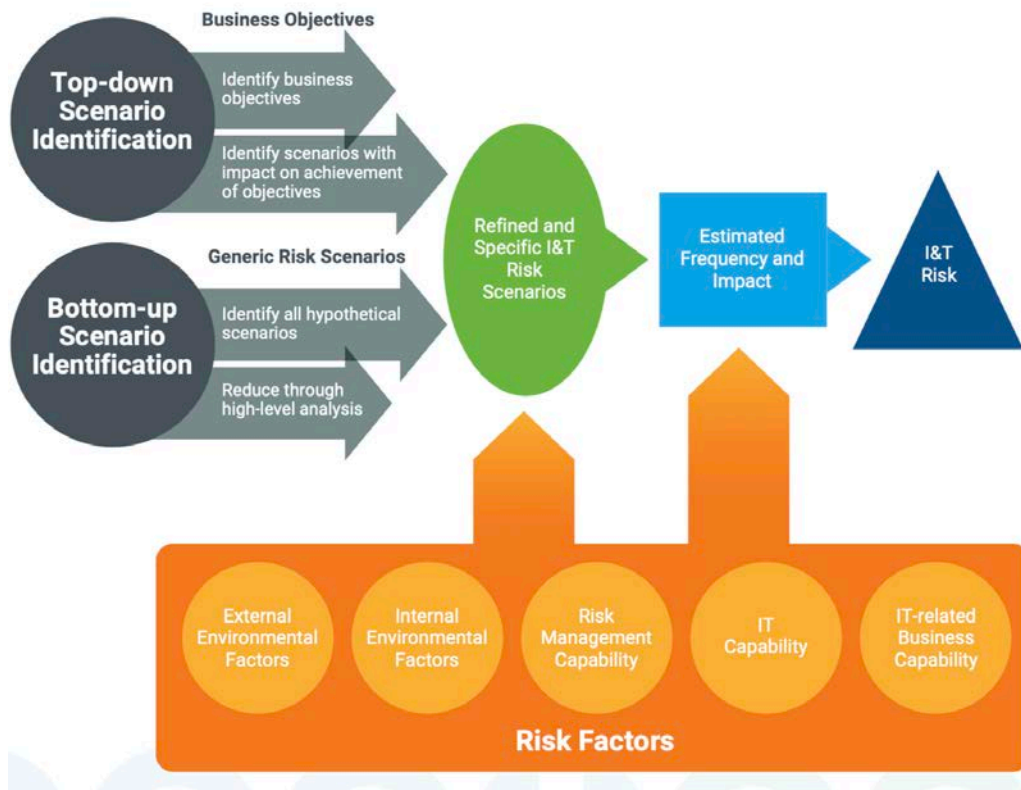 Business Objectives
Top-down
Scenario
Identification
Identify business
objectives
Identify scenarios with
impact on achievement
of objectives
Generic Risk Scenarios
Bottom-up
Scenario
Identification
Identify all hypothetical
scenarios
Reduce through
high-level analysis
Refined and
Specific I&T
Risk
Scenarios
Estimated
Frequency and
Impact
I&T
Risk
External
Environmental
Factors
Internal
Environmental
Factors
Risk
Management
Capability
IT
Capability
IT-related
Business
Capability
Risk Factors